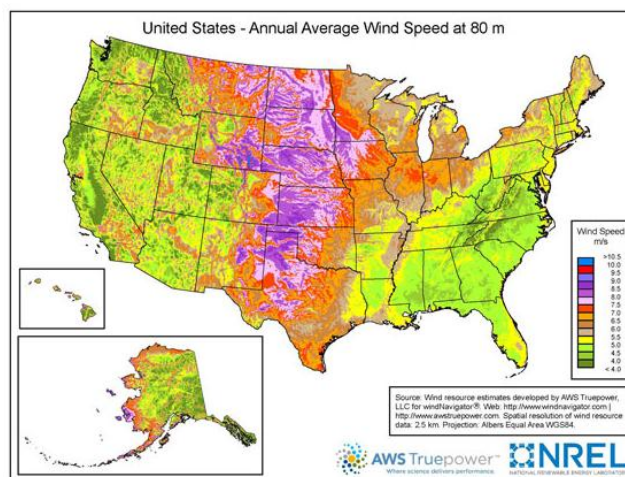 United States - Annual Average Wind Speed at 80 m
Wind Speed
m/s
>10.5
10.0
9.5
9.0
8.5
8.0
7.5
7.0
6.5
6.0
5.5
5.0
4.5
4.0
< 4.0
Source: Wind resource estimates developed by AWS Truepower,
LLC for windNavigator®. Web: http://www.windnavigator.com |
http://www.awstruepower.com. Spatial resolution of wind resource
data: 2.5 km. Projection: Albers Equal Area WGS84.
AWS Truepower™
Where science delivers performance.
NREL
NATIONAL RENEWABLE ENERGY LABORATORY